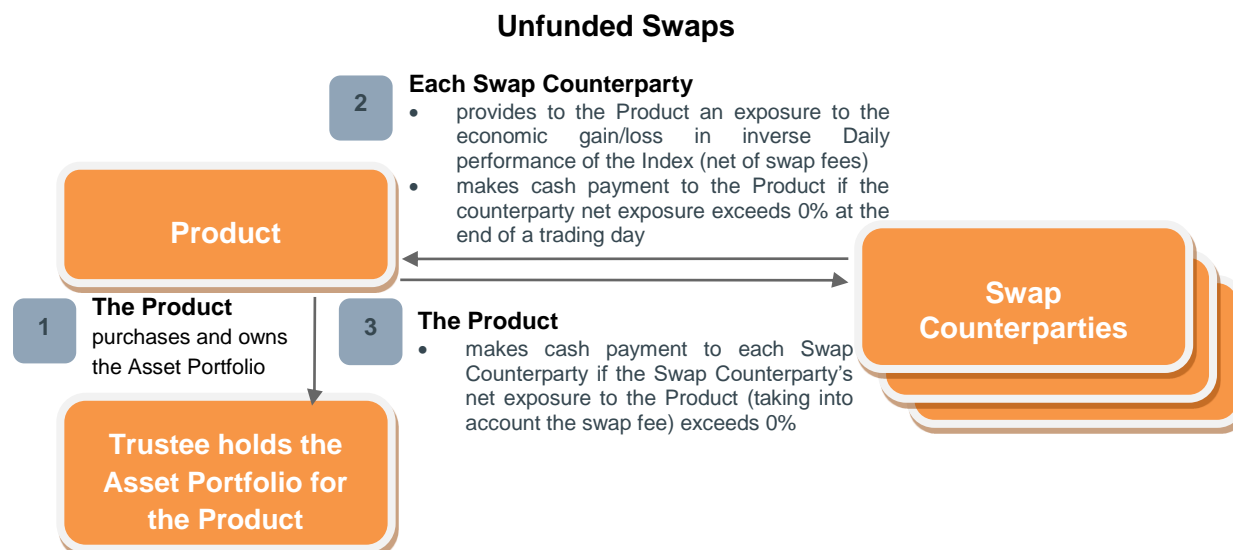 Unfunded Swaps
2
Each Swap Counterparty
• provides to the Product an exposure to the
economic gain/loss in inverse Daily
performance of the Index (net of swap fees)
• makes cash payment to the Product if the
counterparty net exposure exceeds 0% at the
end of a trading day
Product
Swap
Counterparties
1
The Product
purchases and owns
the Asset Portfolio
3
The Product
• makes cash payment to each Swap
Counterparty if the Swap Counterparty's
net exposure to the Product (taking into
account the swap fee) exceeds 0%
Trustee holds the
Asset Portfolio for
the Product